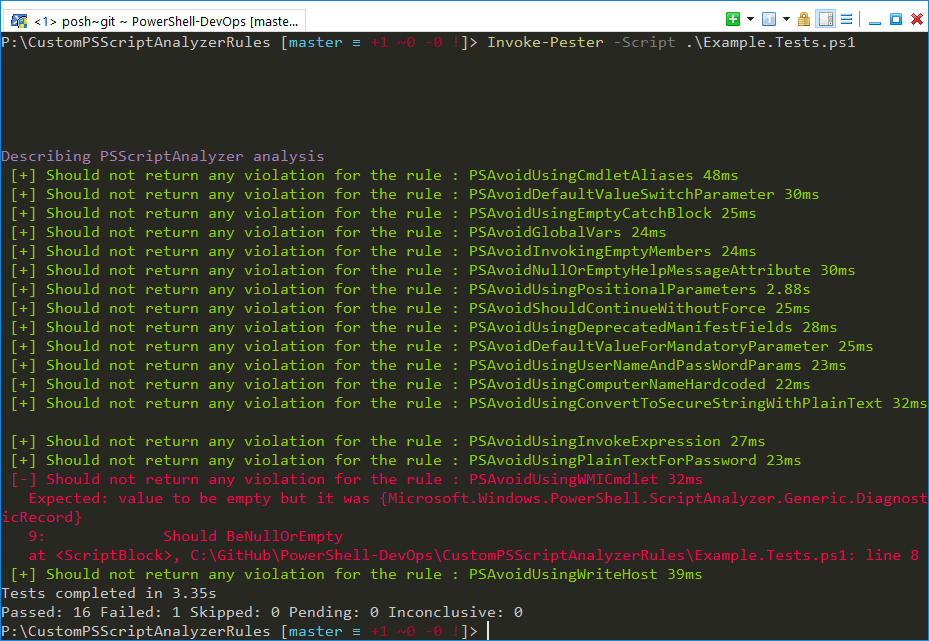 <1> posh~git ~ PowerShell-DevOps [maste...
P:\CustomPSScriptAnalyzerRules [master ≡ +1 ~0 -0 !]> Invoke-Pester -Script .\Example.Tests.ps1
Describing PSScriptAnalyzer analysis
[+] Should not return any violation for the rule : PSAvoidUsingCmdletAliases 48ms
[+] Should not return any violation for the rule : PSAvoidDefaultValueSwitchParameter 30ms
[+] Should not return any violation for the rule : PSAvoidUsingEmptyCatchBlock 25ms
[+] Should not return any violation for the rule : PSAvoidGlobalVars 24ms
[+] Should not return any violation for the rule : PSAvoidInvokingEmptyMembers 24ms
[+] Should not return any violation for the rule : PSAvoidNullOrEmptyHelpMessageAttribute 30ms
[+] Should not return any violation for the rule : PSAvoidUsingPositionalParameters 2.88s
[+] Should not return any violation for the rule : PSAvoidShouldContinueWithoutForce 25ms
[+] Should not return any violation for the rule : PSAvoidUsingDeprecatedManifestFields 28ms
[+] Should not return any violation for the rule : PSAvoidDefaultValueForMandatoryParameter 25ms
[+] Should not return any violation for the rule : PSAvoidUsingUserNameAndPassWordParams 23ms
[+] Should not return any violation for the rule : PSAvoidUsingComputerNameHardcoded 22ms
[+] Should not return any violation for the rule : PSAvoidUsingConvertToSecureStringWithPlainText 32ms
[+] Should not return any violation for the rule : PSAvoidUsingInvokeExpression 27ms
[+] Should not return any violation for the rule : PSAvoidUsingPlainTextForPassword 23ms
[-] Should not return any violation for the rule : PSAvoidUsingWMICmdlet 32ms
Expected: value to be empty but it was {Microsoft.Windows.PowerShell.ScriptAnalyzer.Generic.Diagnost
icRecord}
9: Should BeNullOrEmpty
at <ScriptBlock>, C:\GitHub\PowerShell-DevOps\CustomPSScriptAnalyzerRules\Example.Tests.ps1: line 8
[+] Should not return any violation for the rule : PSAvoidUsingWriteHost 39ms
Tests completed in 3.35s
Passed: 16 Failed: 1 Skipped: 0 Pending: 0 Inconclusive: 0
P:\CustomPSScriptAnalyzerRules [master ≡ +1 ~0 -0 !]>